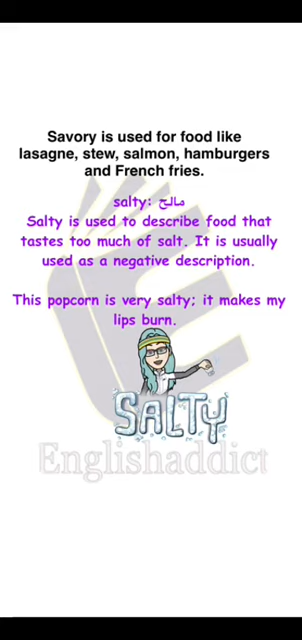 Savory is used for food like
lasagne, stew, salmon, hamburgers
and French fries.
salty: مالح
Salty is used to describe food that
tastes too much of salt. It is usually
used as a negative description.
This popcorn is very salty; it makes my
lips burn.
SALTY
Englishaddict